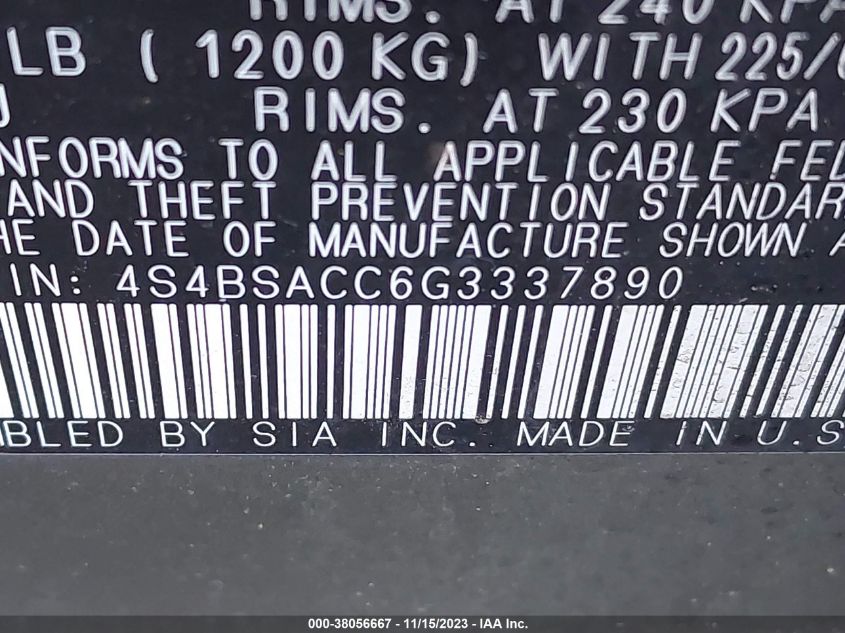 RIMS. AT 240 KPA
LB ( 1200 KG) WITH 225/
RIMS. AT 230 KPA
NFORMS TO ALL APPLICABLE FED
AND THEFT PREVENTION STANDAR
HE DATE OF MANUFACTURE SHOWN A
IN: 4S4BSACC6G3337890
BLED BY SIA INC. MADE IN U.S
000-38056667 - 11/15/2023 - IAA Inc.